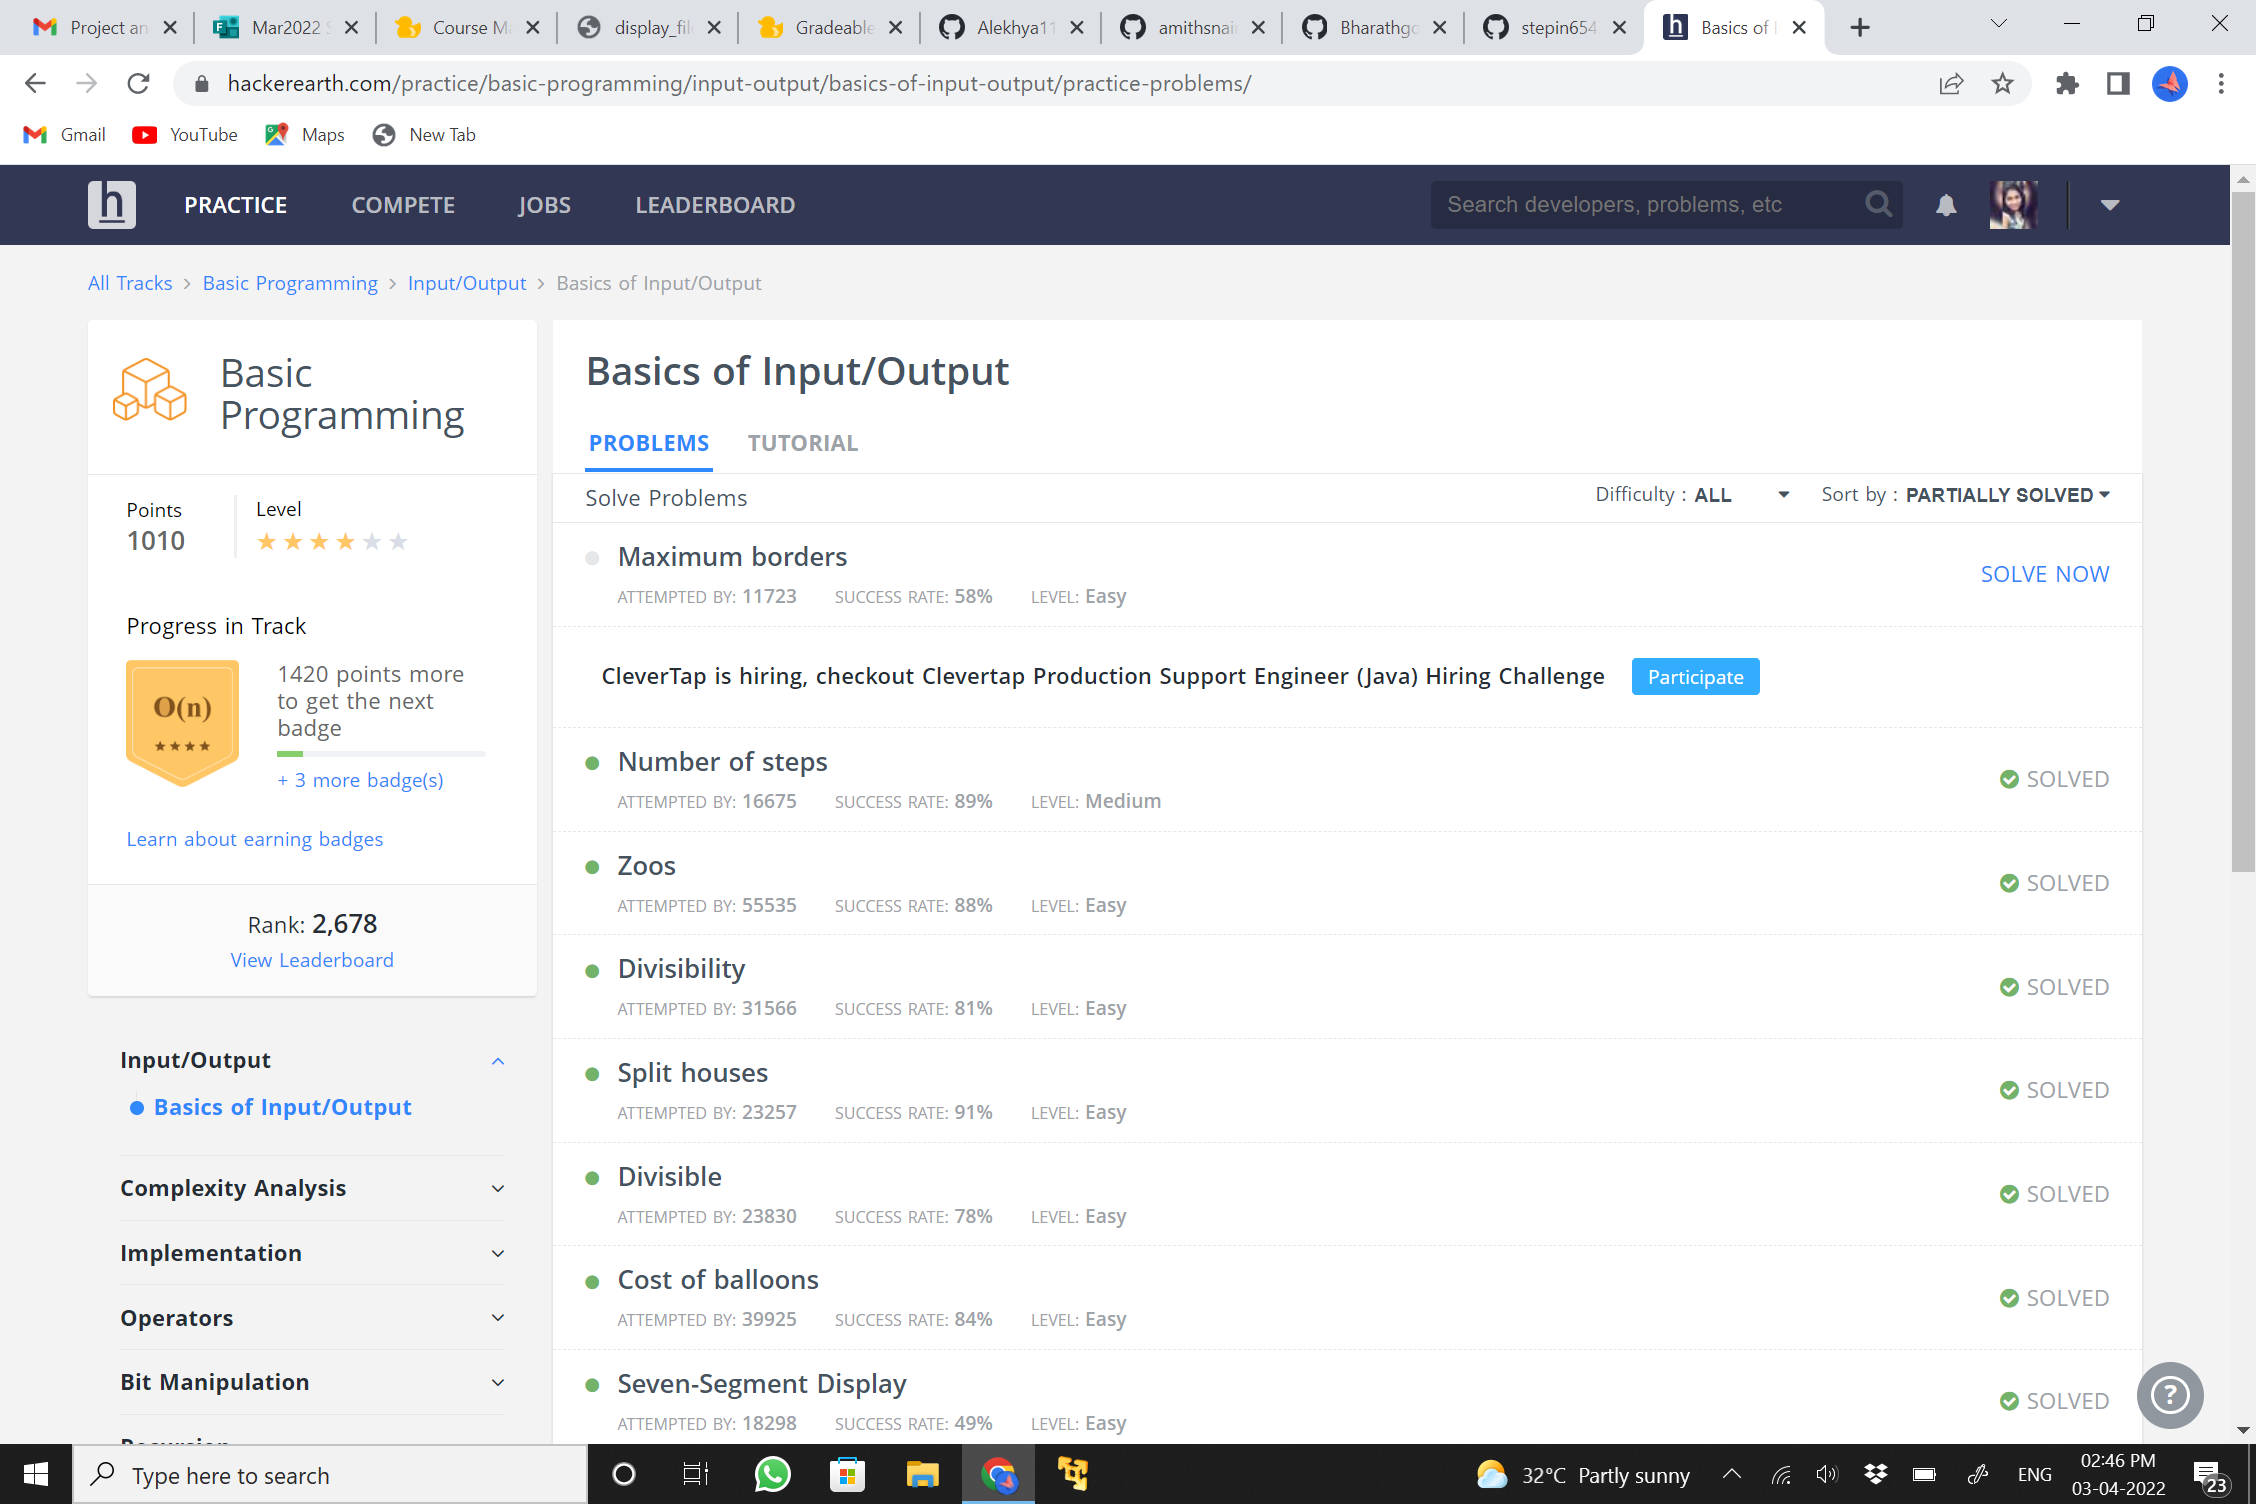 Project an
Mar2022 S
Course Ma
display_file
Gradeable
Alekhya11
amithsnair
Bharathgo
stepin654
Basics of I
hackerearth.com/practice/basic-programming/input-output/basics-of-input-output/practice-problems/
Gmail
YouTube
Maps
New Tab
h
PRACTICE
COMPETE
JOBS
LEADERBOARD
Search developers, problems, etc
All Tracks > Basic Programming > Input/Output > Basics of Input/Output
Basic
Programming
Points
1010
Level
Progress in Track
O(n)
1420 points more
to get the next
badge
+ 3 more badge(s)
Learn about earning badges
Rank: 2,678
View Leaderboard
Input/Output
Basics of Input/Output
Complexity Analysis
Implementation
Operators
Bit Manipulation
Basics of Input/Output
PROBLEMS
TUTORIAL
Solve Problems
Difficulty : ALL
Sort by : PARTIALLY SOLVED
Maximum borders
ATTEMPTED BY: 11723 SUCCESS RATE: 58% LEVEL: Easy
SOLVE NOW
CleverTap is hiring, checkout Clevertap Production Support Engineer (Java) Hiring Challenge
Participate
Number of steps
ATTEMPTED BY: 16675 SUCCESS RATE: 89% LEVEL: Medium
SOLVED
Zoos
ATTEMPTED BY: 55535 SUCCESS RATE: 88% LEVEL: Easy
SOLVED
Divisibility
ATTEMPTED BY: 31566 SUCCESS RATE: 81% LEVEL: Easy
SOLVED
Split houses
ATTEMPTED BY: 23257 SUCCESS RATE: 91% LEVEL: Easy
SOLVED
Divisible
ATTEMPTED BY: 23830 SUCCESS RATE: 78% LEVEL: Easy
SOLVED
Cost of balloons
ATTEMPTED BY: 39925 SUCCESS RATE: 84% LEVEL: Easy
SOLVED
Seven-Segment Display
ATTEMPTED BY: 18298 SUCCESS RATE: 49% LEVEL: Easy
SOLVED
?
Type here to search
32°C Partly sunny
ENG
02:46 PM
03-04-2022
23